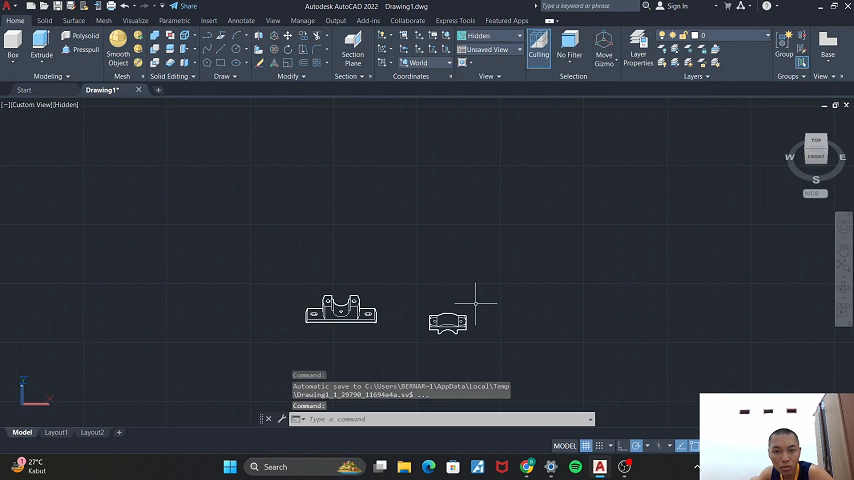 Autodesk AutoCAD 2022 Drawing1.dwg
Share
Type a keyword or phrase
Sign In
Home Solid Surface Mesh Visualize Parametric Insert Annotate View Manage Output Add-ins Collaborate Express Tools Featured Apps
Box
Extrude
Polysolid
Presspull
Smooth Object
Section Plane
World
Hidden
Unsaved View
Culling
No Filter
Move Gizmo
Layer Properties
0
Group
Base
Modeling
Mesh
Solid Editing
Draw
Modify
Section
Coordinates
View
Selection
Layers
Groups
View
Start
Drawing1*
[−][Custom View][Hidden]
TOP
W
FRONT
E
S
WCS
Command:
Automatic save to C:\Users\BERNAR~1\AppData\Local\Temp
\Drawing1_1_29790_11694e4a.sv$ ...
Command:
Type a command
Model
Layout1
Layout2
MODEL
27°C
Kabut
Search